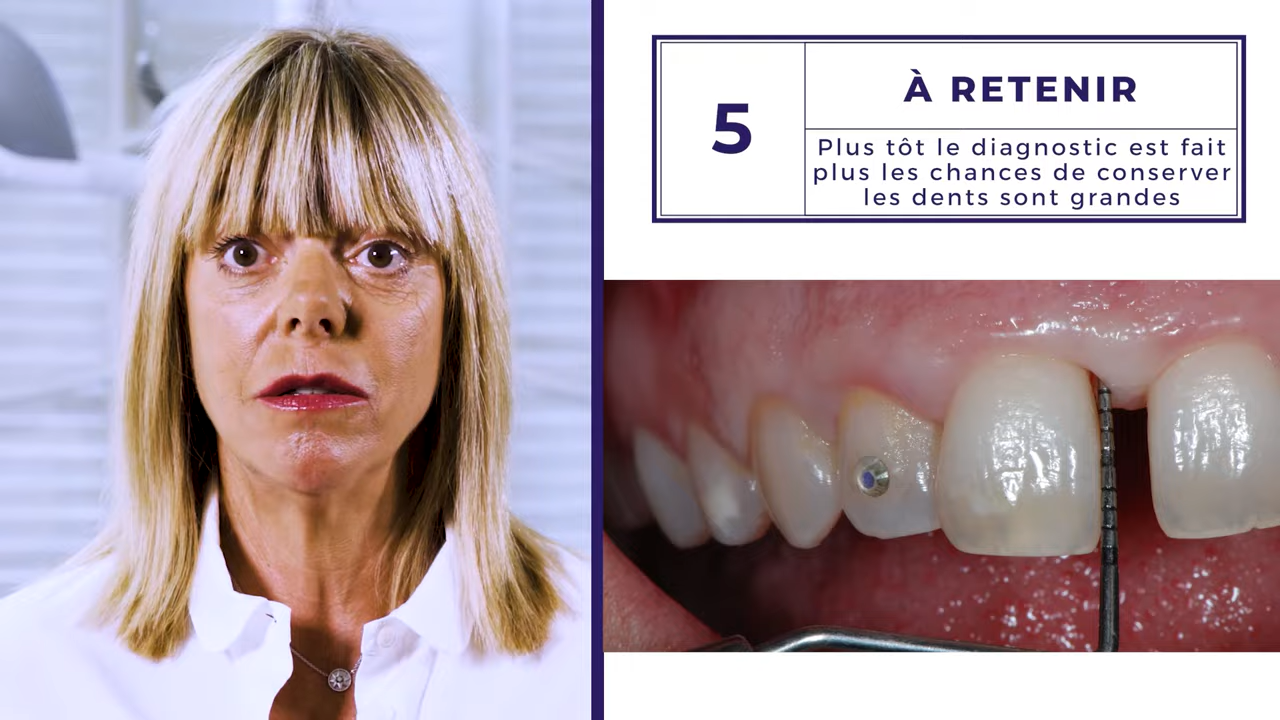 5
À RETENIR
Plus tôt le diagnostic est fait
plus les chances de conserver
les dents sont grandes